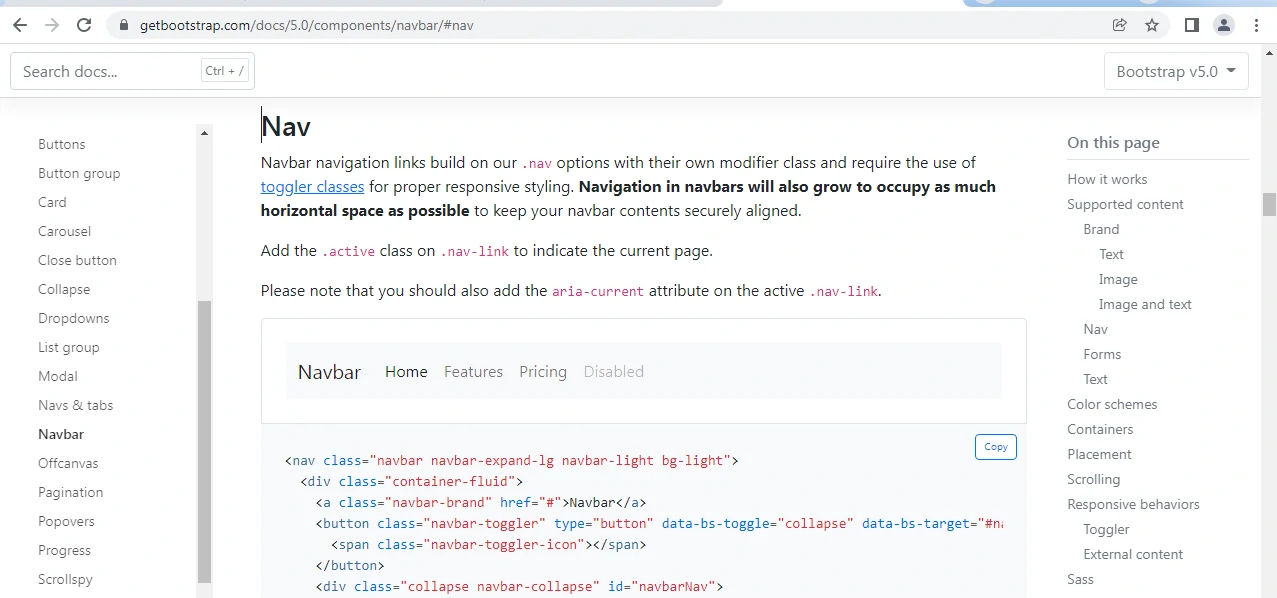 getbootstrap.com/docs/5.0/components/navbar/#nav
Search docs...
Ctrl + /
Bootstrap v5.0
Buttons
Button group
Card
Carousel
Close button
Collapse
Dropdowns
List group
Modal
Navs & tabs
Navbar
Offcanvas
Pagination
Popovers
Progress
Scrollspy
Nav
Navbar navigation links build on our .nav options with their own modifier class and require the use of
toggler classes for proper responsive styling. Navigation in navbars will also grow to occupy as much
horizontal space as possible to keep your navbar contents securely aligned.
Add the .active class on .nav-link to indicate the current page.
Please note that you should also add the aria-current attribute on the active .nav-link.
Navbar Home Features Pricing Disabled
Copy
<nav class="navbar navbar-expand-lg navbar-light bg-light">
<div class="container-fluid">
<a class="navbar-brand" href="#">Navbar</a>
<button class="navbar-toggler" type="button" data-bs-toggle="collapse" data-bs-target="#na
<span class="navbar-toggler-icon"></span>
</button>
<div class="collapse navbar-collapse" id="navbarNav">
On this page
How it works
Supported content
Brand
Text
Image
Image and text
Nav
Forms
Text
Color schemes
Containers
Placement
Scrolling
Responsive behaviors
Toggler
External content
Sass